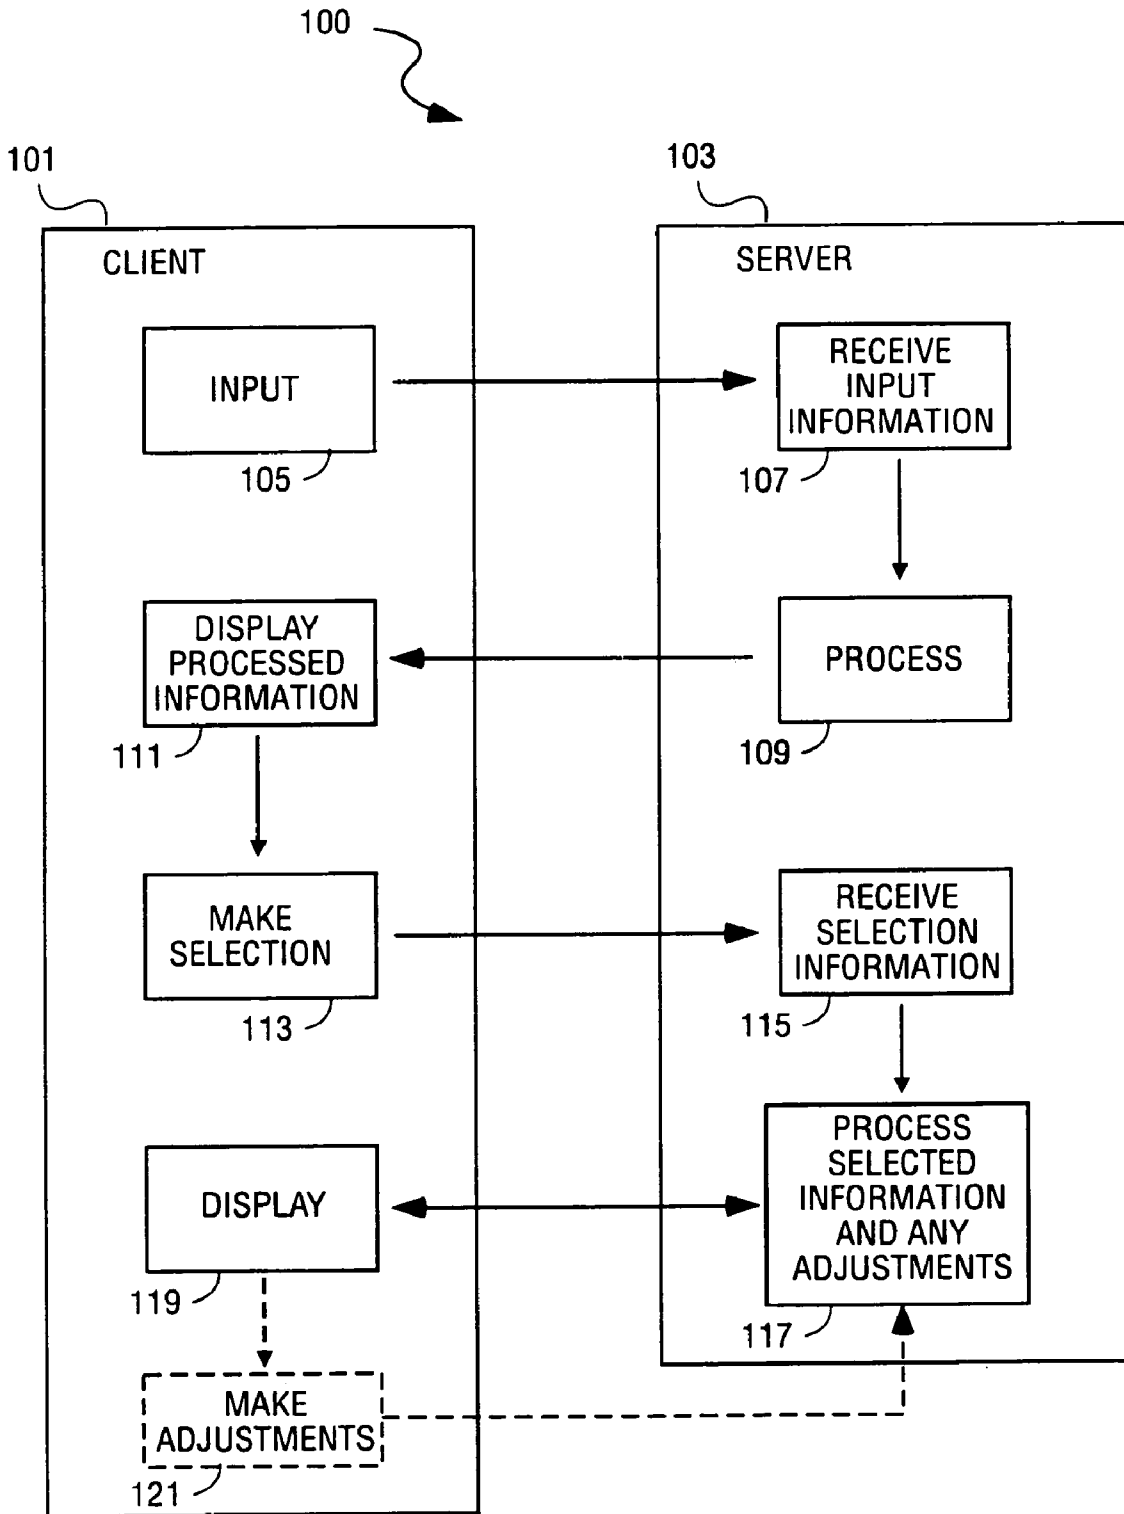 100
101
103
CLIENT
SERVER
INPUT
105
RECEIVE
INPUT
INFORMATION
107
DISPLAY
PROCESSED
INFORMATION
111
PROCESS
109
MAKE
SELECTION
113
RECEIVE
SELECTION
INFORMATION
115
DISPLAY
119
PROCESS
SELECTED
INFORMATION
AND ANY
ADJUSTMENTS
117
MAKE
ADJUSTMENTS
121